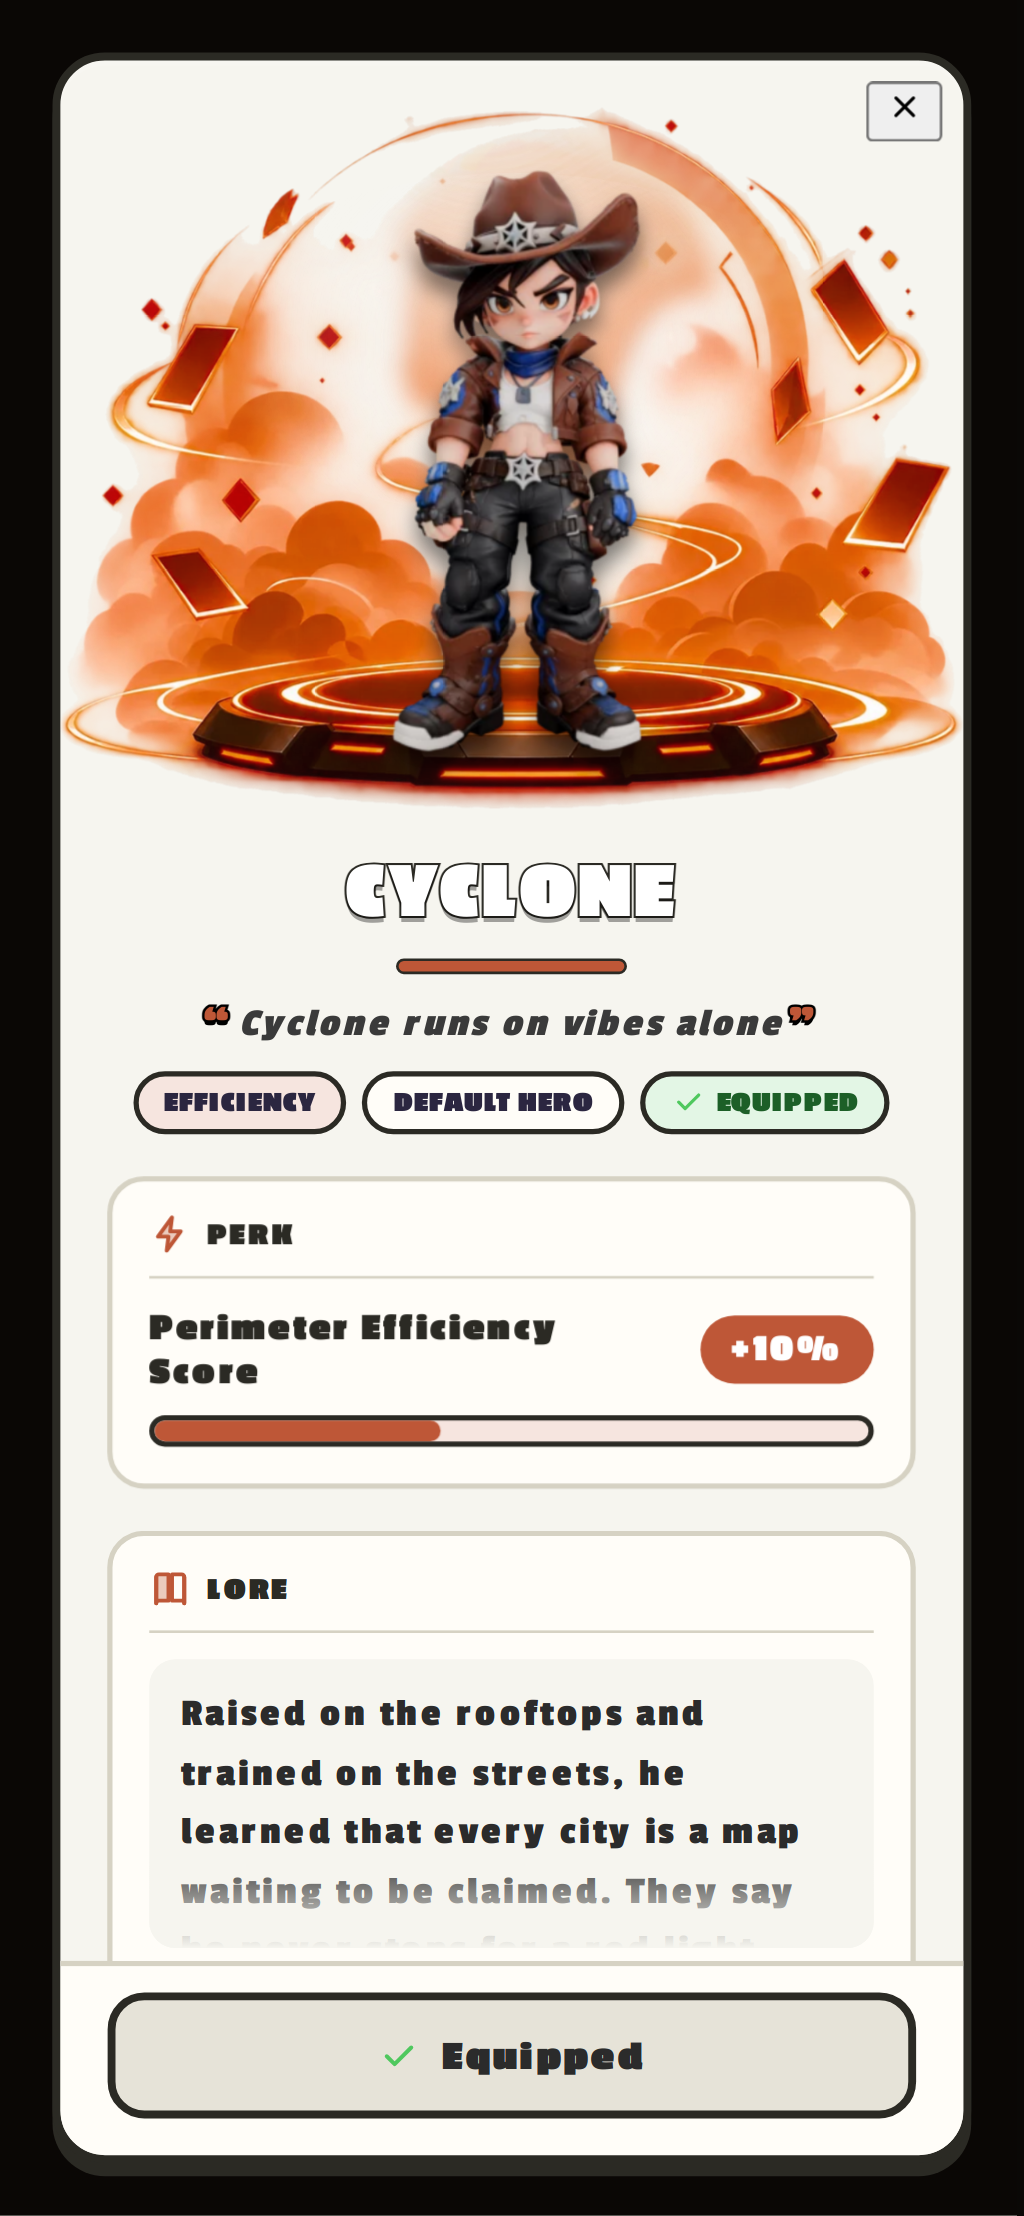 CYCLONE
❝ Cyclone runs on vibes alone❞
EFFICIENCY
DEFAULT HERO
EQUIPPED
PERK
Perimeter Efficiency
Score
+10%
LORE
Raised on the rooftops and
trained on the streets, he
learned that every city is a map
waiting to be claimed. They say
Equipped